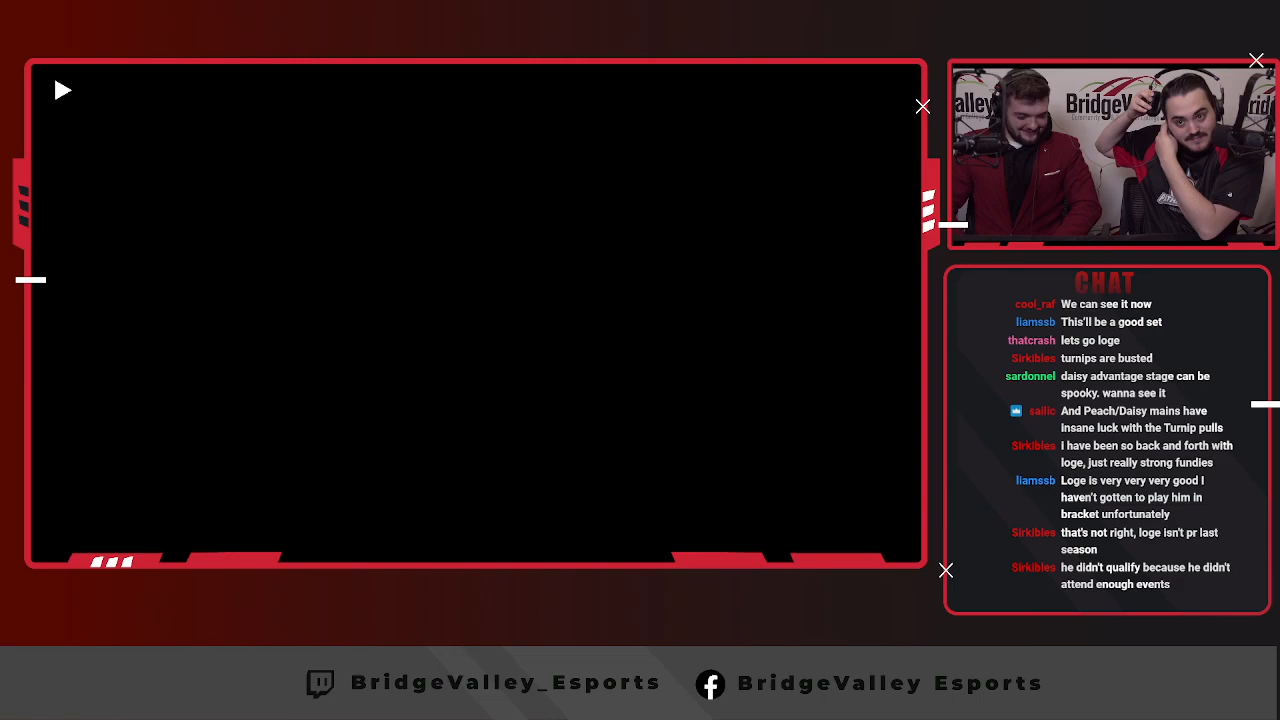 alley
BridgeV
Community
CHAT
cool_raf We can see it now
liamssb This'll be a good set
thatcrash lets go loge
Sirkibles turnips are busted
sardonnel daisy advantage stage can be
spooky. wanna see it
sailic And Peach/Daisy mains have
insane luck with the Turnip pulls
Sirkibles i have been so back and forth with
loge, just really strong fundies
liamssb Loge is very very very good I
haven't gotten to play him in
bracket unfortunately
Sirkibles that's not right, loge isn't pr last
season
Sirkibles he didn't qualify because he didn't
attend enough events
BridgeValley_Esports
BridgeValley Esports